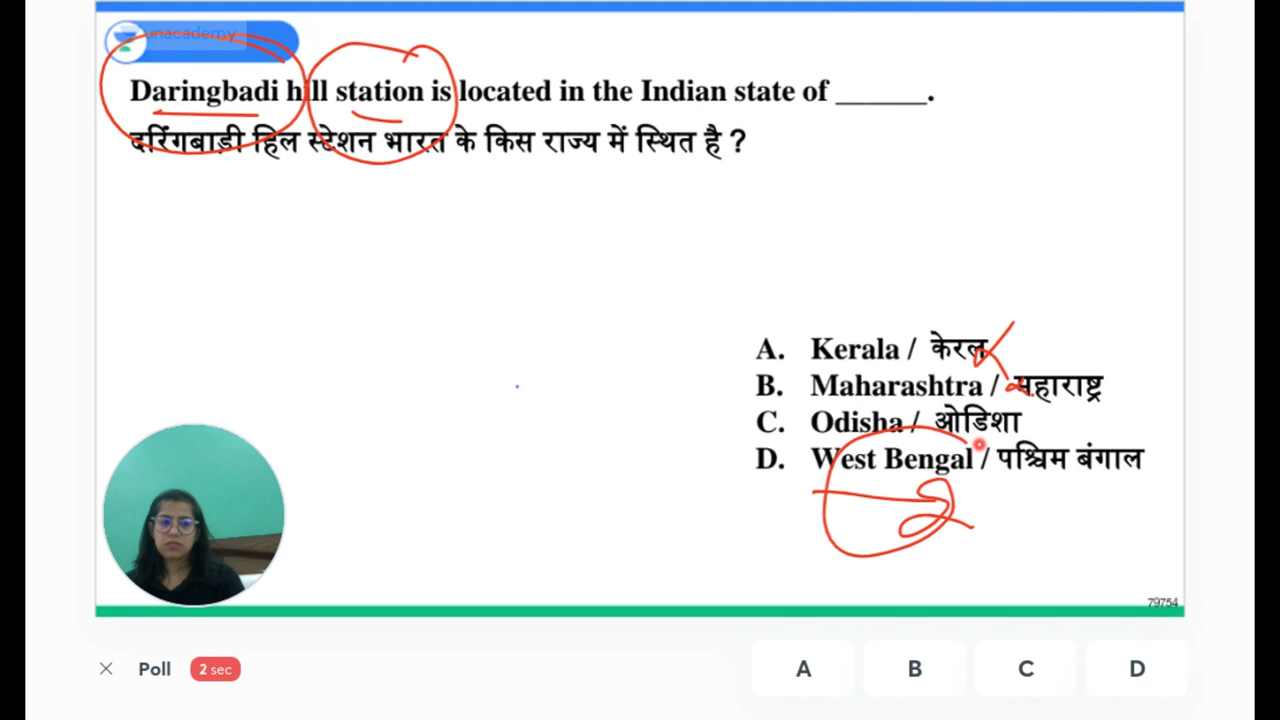 unacademy
Daringbadi hill station is located in the Indian state of ______.
दरिंगबाड़ी हिल स्टेशन भारत के किस राज्य में स्थित है ?
A. Kerala / केरल
B. Maharashtra / महाराष्ट्र
C. Odisha / ओडिशा
D. West Bengal / पश्चिम बंगाल
79754
Poll 2 sec A B C D